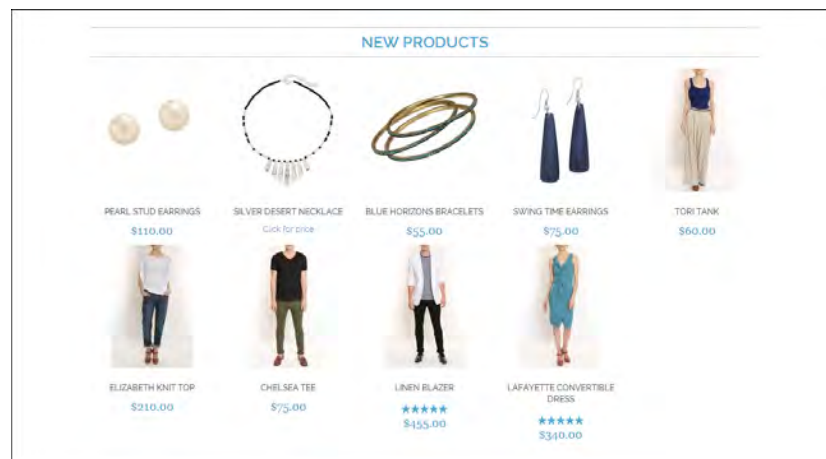 NEW PRODUCTS
PEARL STUD EARRINGS
$110.00
SILVER DESERT NECKLACE
Click for price
BLUE HORIZONS BRACELETS
$55.00
SWING TIME EARRINGS
$75.00
TORI TANK
$60.00
ELIZABETH KNIT TOP
$210.00
CHELSEA TEE
$75.00
LINEN BLAZER
$455.00
LAFAYETTE CONVERTIBLE
DRESS
$340.00